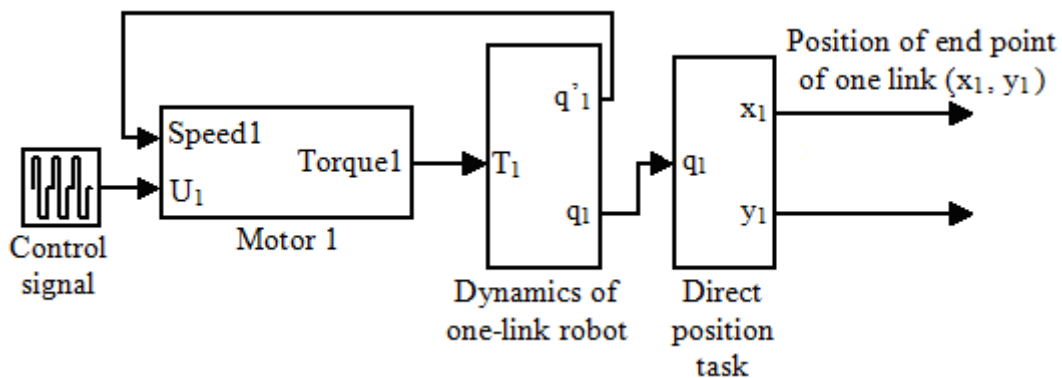 Position of end point
of one link (x₁, y₁)
q'₁
x₁
Speed1
Torque1
T₁
q₁
U₁
q₁
y₁
Control
signal
Motor 1
Dynamics of
one-link robot
Direct
position
task